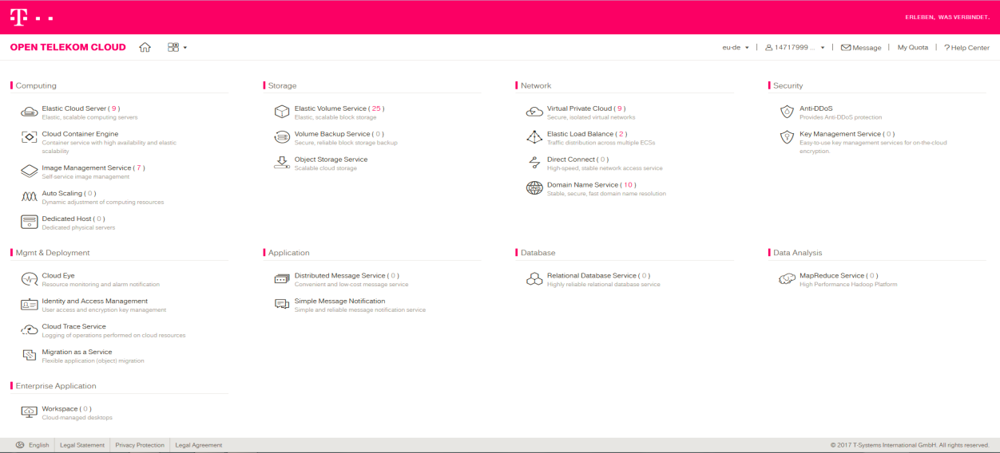 T
ERLEBEN, WAS VERBINDET.
OPEN TELEKOM CLOUD
eu-de
14717999 ...
Message
My Quota
? Help Center
Computing
Elastic Cloud Server ( 9 )
Elastic, scalable computing servers
Cloud Container Engine
Container service with high availability and elastic
scalability
Image Management Service ( 7 )
Self-service image management
Auto Scaling ( 0 )
Dynamic adjustment of computing resources
Dedicated Host ( 0 )
Dedicated physical servers
Storage
Elastic Volume Service ( 25 )
Elastic, scalable block storage
Volume Backup Service ( 0 )
Secure, reliable block storage backup
Object Storage Service
Scalable cloud storage
Network
Virtual Private Cloud ( 9 )
Secure, isolated virtual networks
Elastic Load Balance ( 2 )
Traffic distribution across multiple ECSs
Direct Connect ( 0 )
High-speed, stable network access service
DNS
Domain Name Service ( 10 )
Stable, secure, fast domain name resolution
Security
Anti-DDoS
Provides Anti-DDoS protection
Key Management Service ( 0 )
Easy-to-use key management services for on-the-cloud
encryption.
Mgmt & Deployment
Cloud Eye
Resource monitoring and alarm notification
Identity and Access Management
User access and encryption key management
Cloud Trace Service
Logging of operations performed on cloud resources
Migration as a Service
Flexible application (object) migration
Application
Distributed Message Service ( 0 )
Convenient and low-cost message service
Simple Message Notification
Simple and reliable message notification service
Database
Relational Database Service ( 0 )
Highly reliable relational database service
Data Analysis
MapReduce Service ( 0 )
High Performance Hadoop Platform
Enterprise Application
Workspace ( 0 )
Cloud-managed desktops
English
Legal Statement
Privacy Protection
Legal Agreement
© 2017 T-Systems International GmbH. All rights reserved.